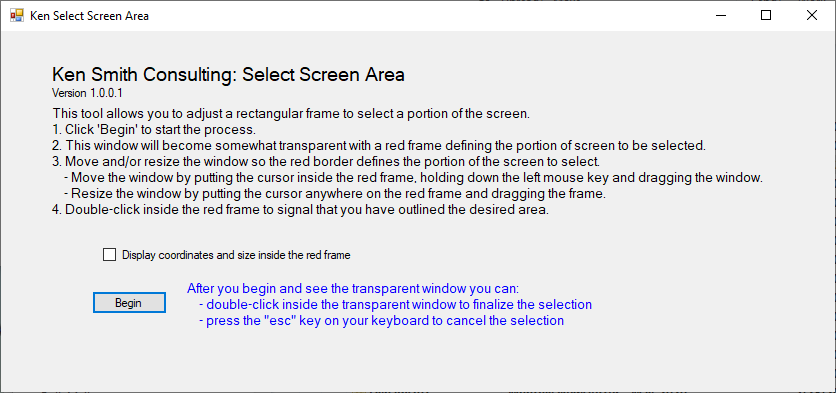 Ken Select Screen Area
Ken Smith Consulting: Select Screen Area
Version 1.0.0.1
This tool allows you to adjust a rectangular frame to select a portion of the screen.
1. Click 'Begin' to start the process.
2. This window will become somewhat transparent with a red frame defining the portion of screen to be selected.
3. Move and/or resize the window so the red border defines the portion of the screen to select.
- Move the window by putting the cursor inside the red frame, holding down the left mouse key and dragging the window.
- Resize the window by putting the cursor anywhere on the red frame and dragging the frame.
4. Double-click inside the red frame to signal that you have outlined the desired area.
Display coordinates and size inside the red frame
Begin
After you begin and see the transparent window you can:
- double-click inside the transparent window to finalize the selection
- press the "esc" key on your keyboard to cancel the selection